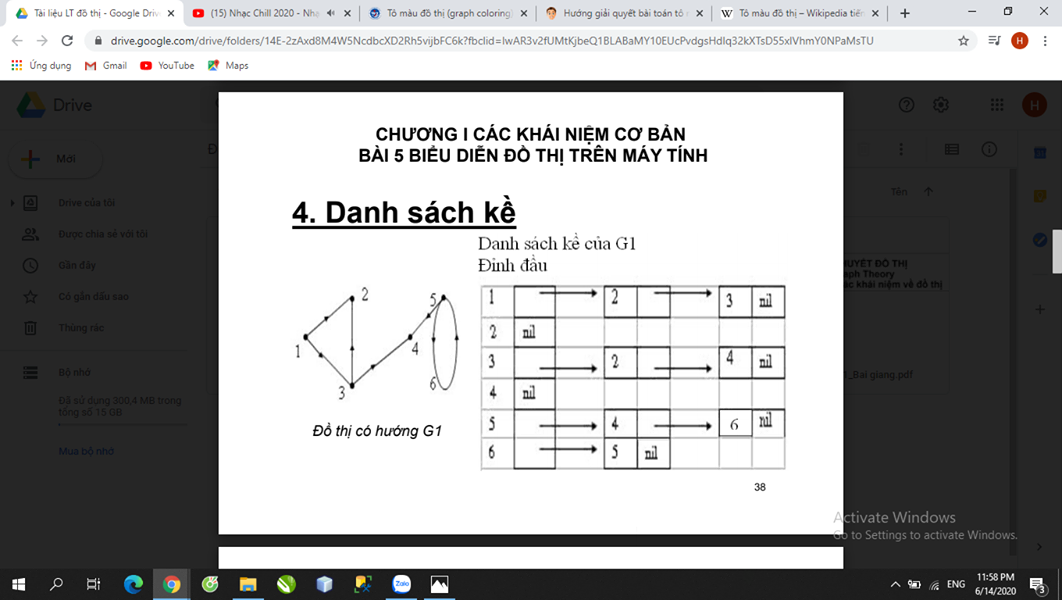 Tài liệu LT đồ thị - Google Drive
(15) Nhạc Chill 2020 - Nhạ
Tô màu đồ thị (graph coloring)
Hướng giải quyết bài toán tô
Tô màu đồ thị – Wikipedia tiến
drive.google.com/drive/folders/14E-2zAxd8M4W5NcdbcXD2Rh5vijbFC6k?fbclid=IwAR3v2fUMtKjbeQ1BLABaMY10EUcPvdgsHdIq32kXTsD55xIVhmY0NPaMsTU
Ứng dụng
Gmail
YouTube
Maps
Drive
Mới
Drive của tôi
Được chia sẻ với tôi
Gần đây
Có gắn dấu sao
Thùng rác
Bộ nhớ
Đã sử dụng 300,4 MB trong
tổng số 15 GB
Mua bộ nhớ
Tên
CHƯƠNG I CÁC KHÁI NIỆM CƠ BẢN
BÀI 5 BIỂU DIỄN ĐỒ THỊ TRÊN MÁY TÍNH
4. Danh sách kề
Danh sách kề của G1
Đỉnh đầu
1 2 3 4 5 6
Đồ thị có hướng G1
1 2 3 nil
2 nil
3 2 4 nil
4 nil
5 4 6 nil
6 5 nil
38
HUYẾT ĐỒ THỊ
aph Theory
ác khái niệm về đồ thị
1_Bai giang.pdf
Activate Windows
Go to Settings to activate Windows.
Zalo
ENG
11:58 PM
6/14/2020
3